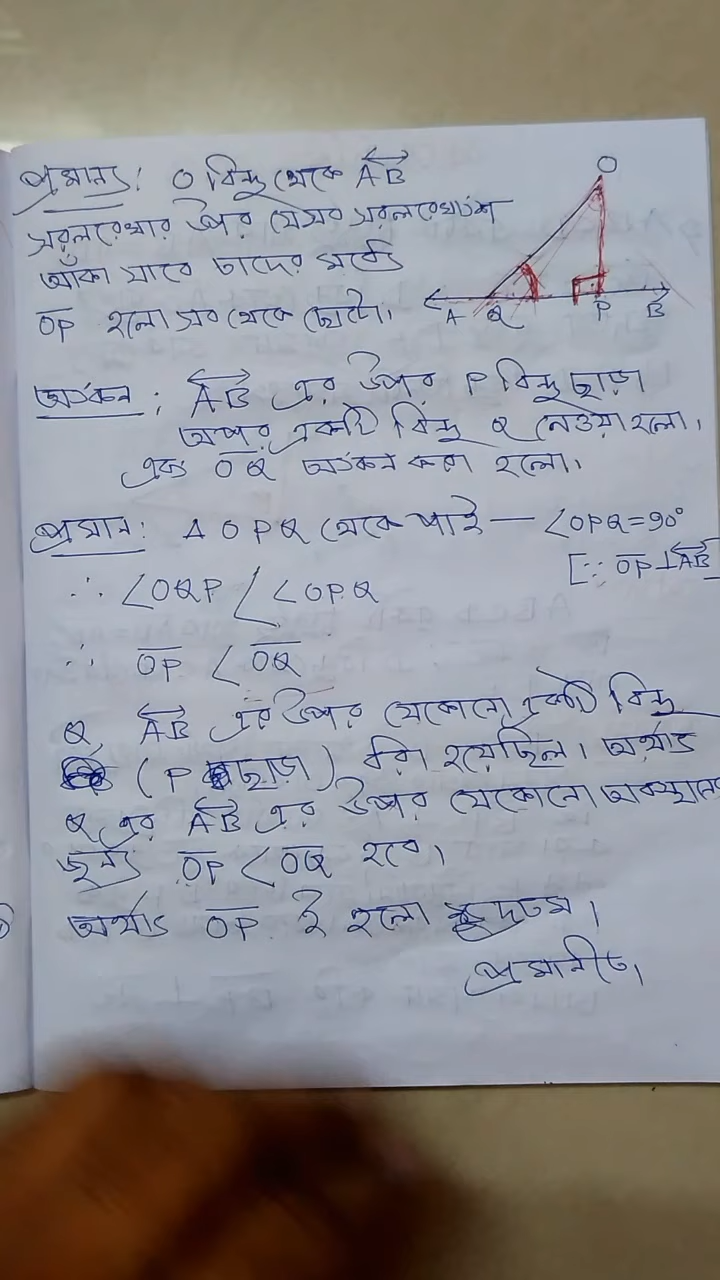 প্রমান্য: O বিন্দু থেকে AB
সরলরেখার উপর যেসব সরলরেখাংশ
আঁকা যাবে তাদের মধ্যে
OP হলো সব থেকে ছোটো।
O
A Q P B
অঙ্কন: AB এর উপর P বিন্দু ছাড়া
অপর একটি বিন্দু Q নেওয়া হলো।
এবং OQ অঙ্কন করা হলো।
প্রমান: △OPQ থেকে পাই — ∠OPQ=90°
[∵ OP⊥AB]
∴ ∠OQP < ∠OPQ
∴ OP < OQ
Q, AB এর উপর যেকোনো একটি বিন্দু
(P ছাড়া) ধরা হয়েছিল। অর্থাৎ
Q এর AB এর উপর যেকোনো অবস্থানের
জন্য OP < OQ হবে।
অর্থাৎ OP ই হলো ক্ষুদ্রতম।
প্রমানীত।